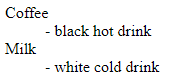 Coffee
- black hot drink
Milk
- white cold drink